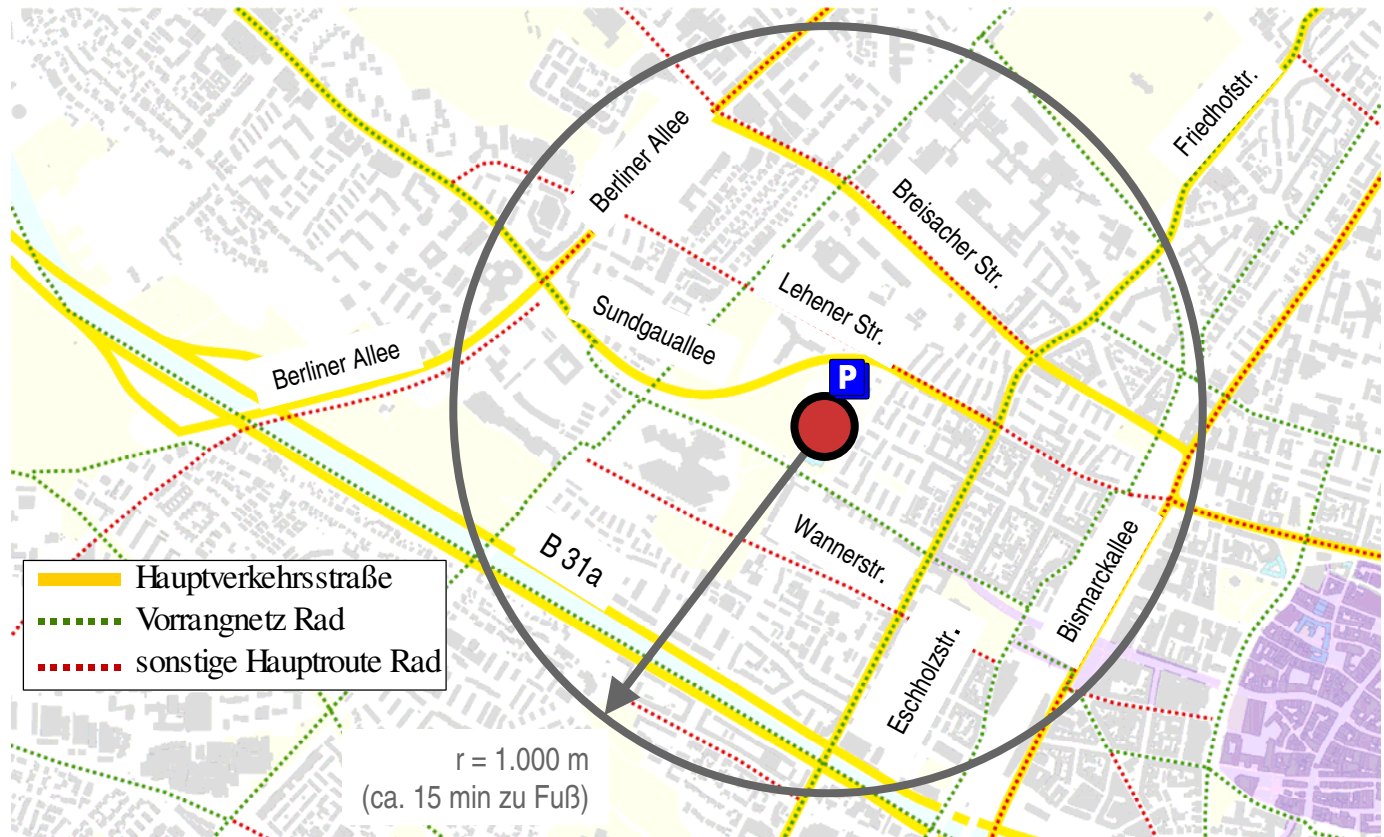 Friedhofstr.
Berliner Allee
Breisacher Str.
Lehener Str.
Sundgauallee
Berliner Allee
P
Wannerstr.
B 31a
Bismarckallee
Eschholzstr.
Hauptverkehrsstraße
Vorrangnetz Rad
sonstige Hauptroute Rad
r = 1.000 m
(ca. 15 min zu Fuß)